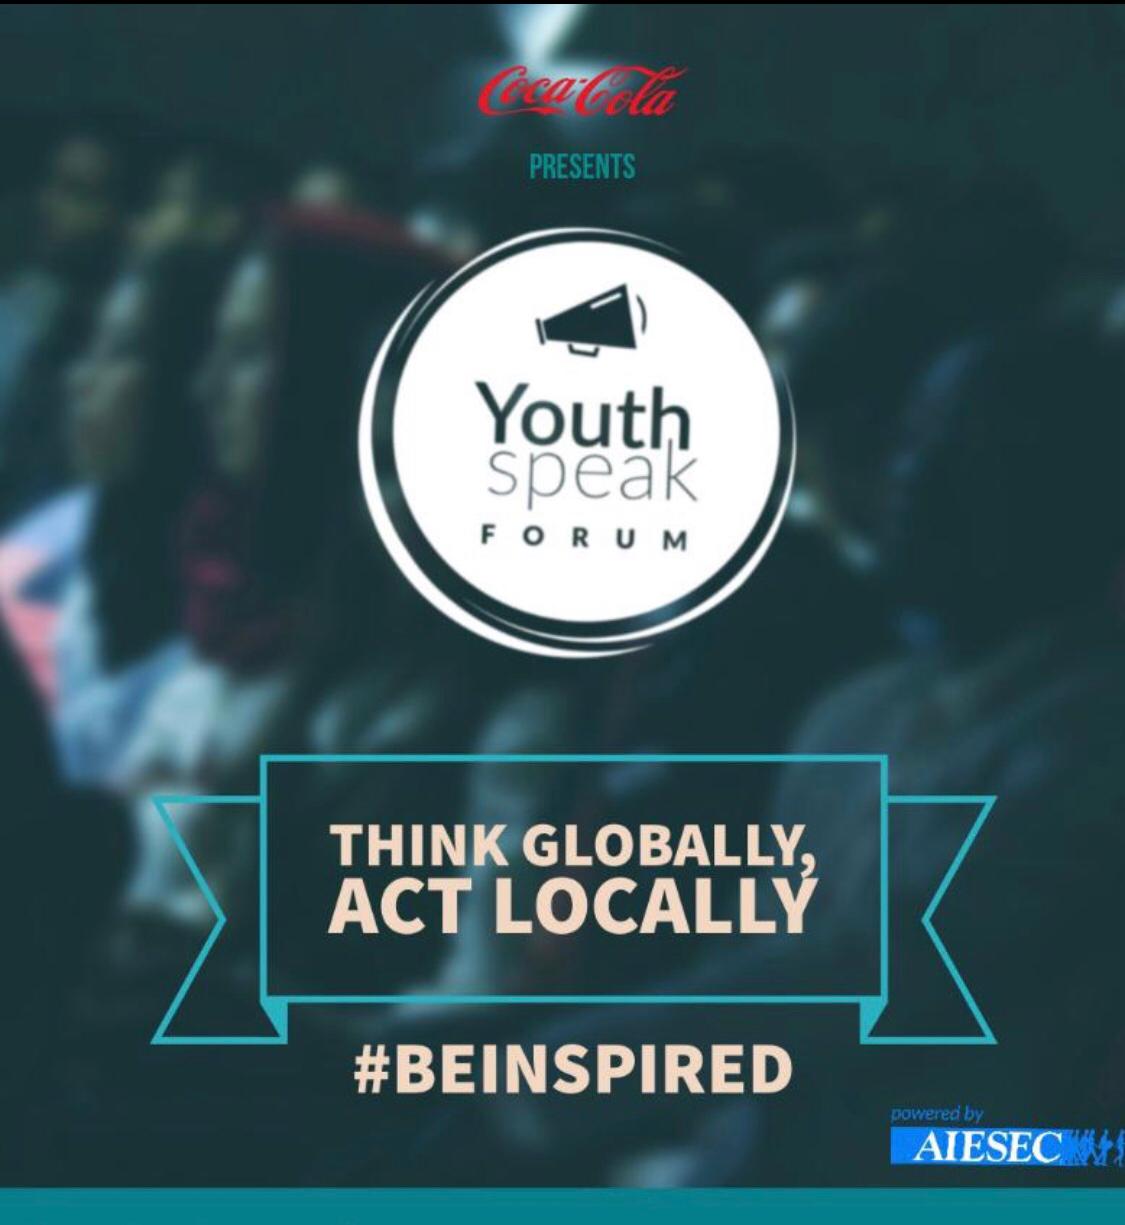 Coca-Cola
PRESENTS
Youth
speak
FORUM
THINK GLOBALLY,
ACT LOCALLY
#BEINSPIRED
powered by
AIESEC